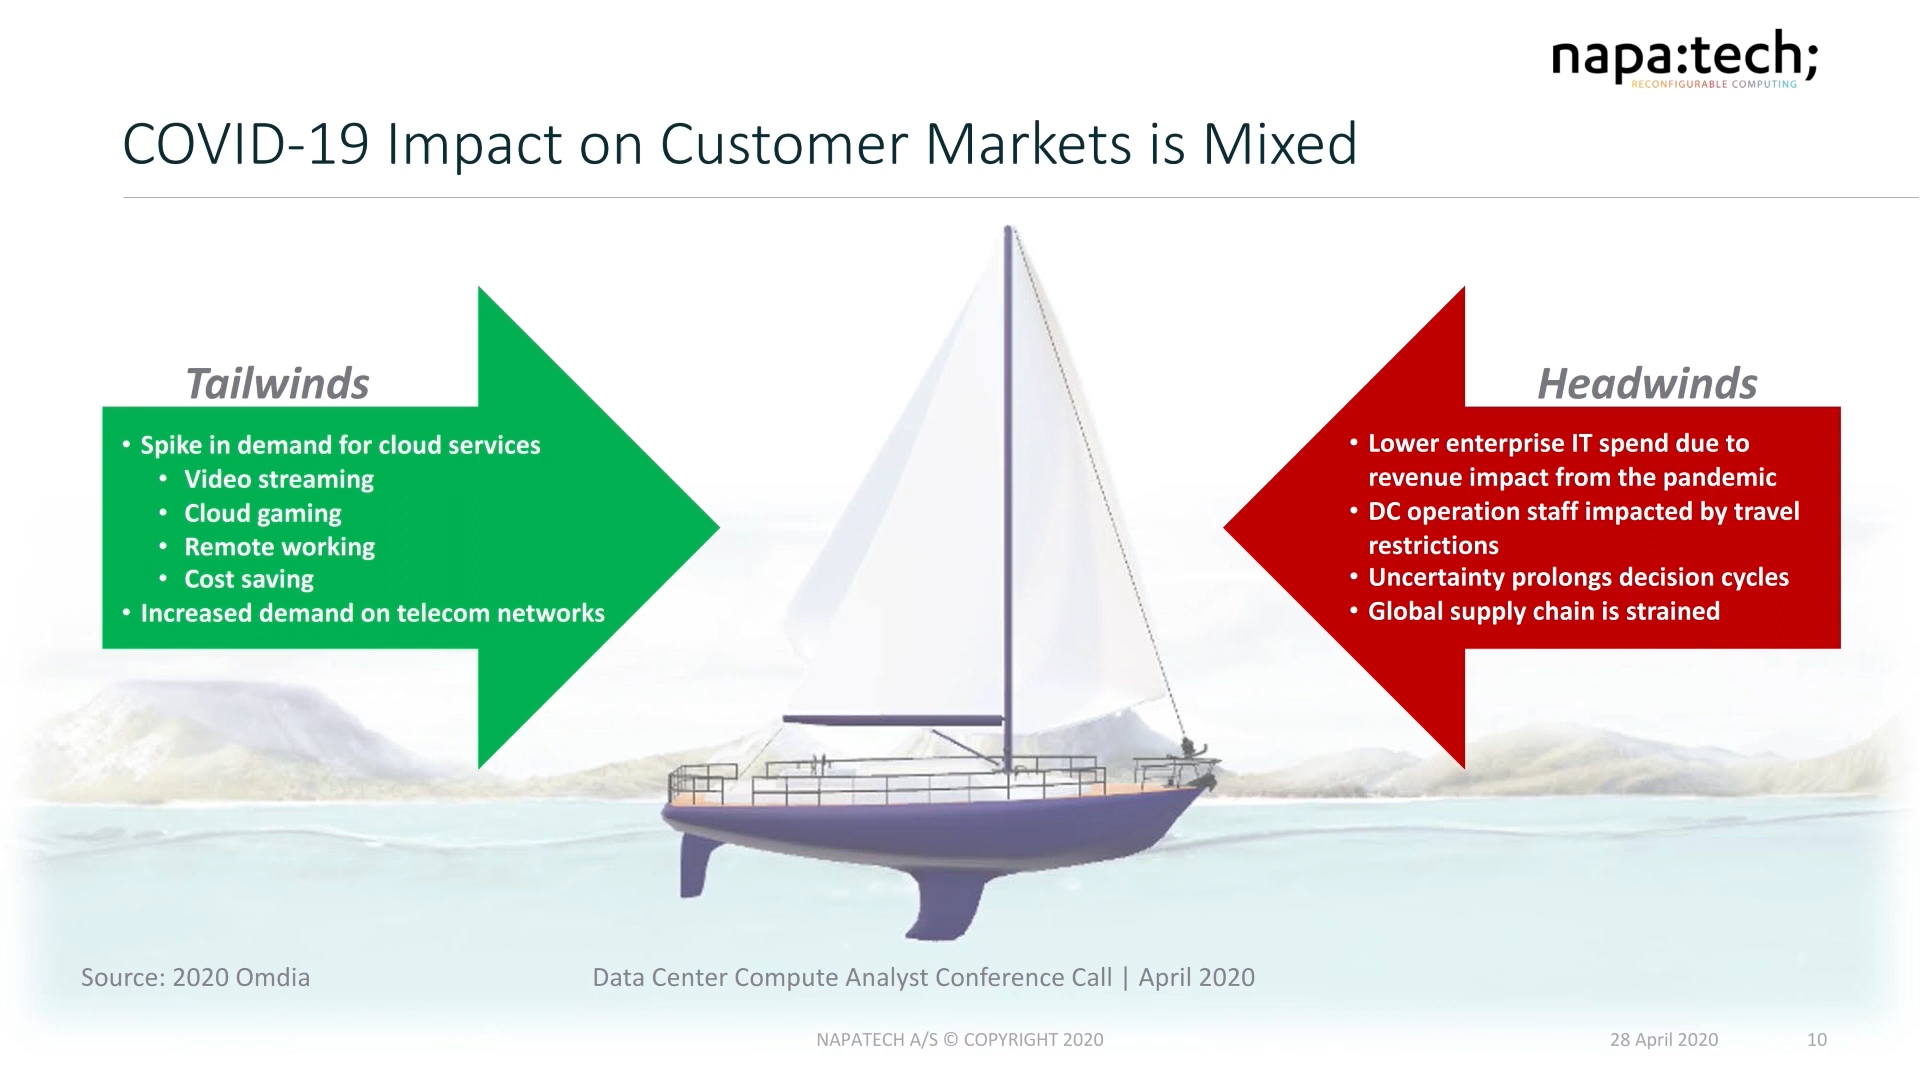 napa:tech;
RECONFIGURABLE COMPUTING
COVID-19 Impact on Customer Markets is Mixed
Tailwinds
• Spike in demand for cloud services
• Video streaming
• Cloud gaming
• Remote working
• Cost saving
• Increased demand on telecom networks
Headwinds
• Lower enterprise IT spend due to
revenue impact from the pandemic
• DC operation staff impacted by travel
restrictions
• Uncertainty prolongs decision cycles
• Global supply chain is strained
Source: 2020 Omdia
Data Center Compute Analyst Conference Call | April 2020
NAPATECH A/S © COPYRIGHT 2020
28 April 2020
10